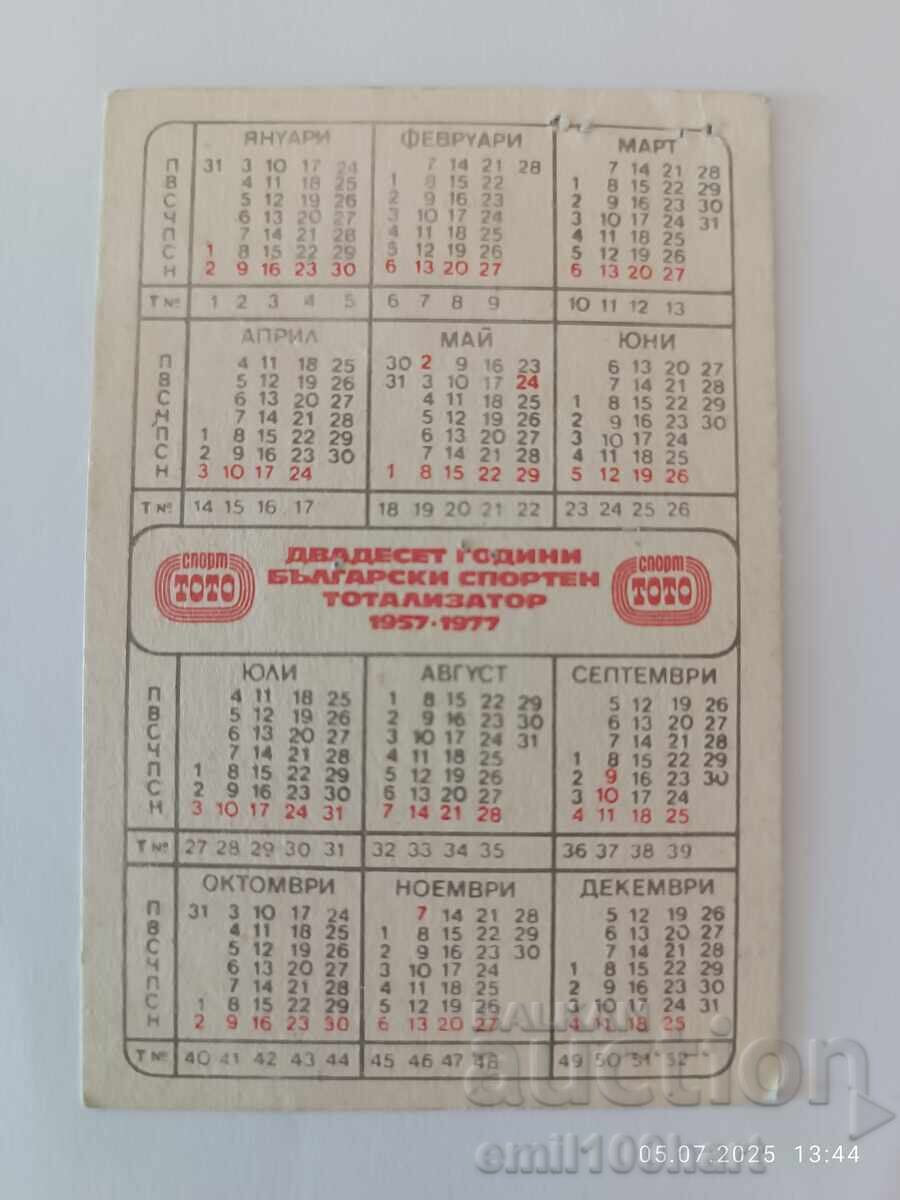 ЯНУАРИ ФЕВРУАРИ МАРТ
П 31 3 10 17 24 7 14 21 28 7 14 21 28
В 4 11 18 25 1 8 15 22 1 8 15 22 29
С 5 12 19 26 2 9 16 23 2 9 16 23 30
Ч 6 13 20 27 3 10 17 24 3 10 17 24 31
П 7 14 21 28 4 11 18 25 4 11 18 25
С 1 8 15 22 29 5 12 19 26 5 12 19 26
Н 2 9 16 23 30 6 13 20 27 6 13 20 27
Т № 1 2 3 4 5 6 7 8 9 10 11 12 13
АПРИЛ МАЙ ЮНИ
П 4 11 18 25 30 2 9 16 23 6 13 20 27
В 5 12 19 26 31 3 10 17 24 7 14 21 28
С 6 13 20 27 4 11 18 25 1 8 15 22 29
Ч 7 14 21 28 5 12 19 26 2 9 16 23 30
П 1 8 15 22 29 6 13 20 27 3 10 17 24
С 2 9 16 23 30 7 14 21 28 4 11 18 25
Н 3 10 17 24 1 8 15 22 29 5 12 19 26
Т № 14 15 16 17 18 19 20 21 22 23 24 25 26
спорт ТОТО
ДВАДЕСЕТ ГОДИНИ
БЪЛГАРСКИ СПОРТЕН
ТОТАЛИЗАТОР
1957·1977
спорт ТОТО
ЮЛИ АВГУСТ СЕПТЕМВРИ
П 4 11 18 25 1 8 15 22 29 5 12 19 26
В 5 12 19 26 2 9 16 23 30 6 13 20 27
С 6 13 20 27 3 10 17 24 31 7 14 21 28
Ч 7 14 21 28 4 11 18 25 1 8 15 22 29
П 1 8 15 22 29 5 12 19 26 2 9 16 23 30
С 2 9 16 23 30 6 13 20 27 3 10 17 24
Н 3 10 17 24 31 7 14 21 28 4 11 18 25
Т № 27 28 29 30 31 32 33 34 35 36 37 38 39
ОКТОМВРИ НОЕМВРИ ДЕКЕМВРИ
П 31 3 10 17 24 7 14 21 28 5 12 19 26
В 4 11 18 25 1 8 15 22 29 6 13 20 27
С 5 12 19 26 2 9 16 23 30 7 14 21 28
Ч 6 13 20 27 3 10 17 24 1 8 15 22 29
П 7 14 21 28 4 11 18 25 2 9 16 23 30
С 1 8 15 22 29 5 12 19 26 3 10 17 24 31
Н 2 9 16 23 30 6 13 20 27 4 11 18 25
Т № 40 41 42 43 44 45 46 47 48 49 50 51 52
BALKAN
auction
emil100hart
05.07.2025 13:44